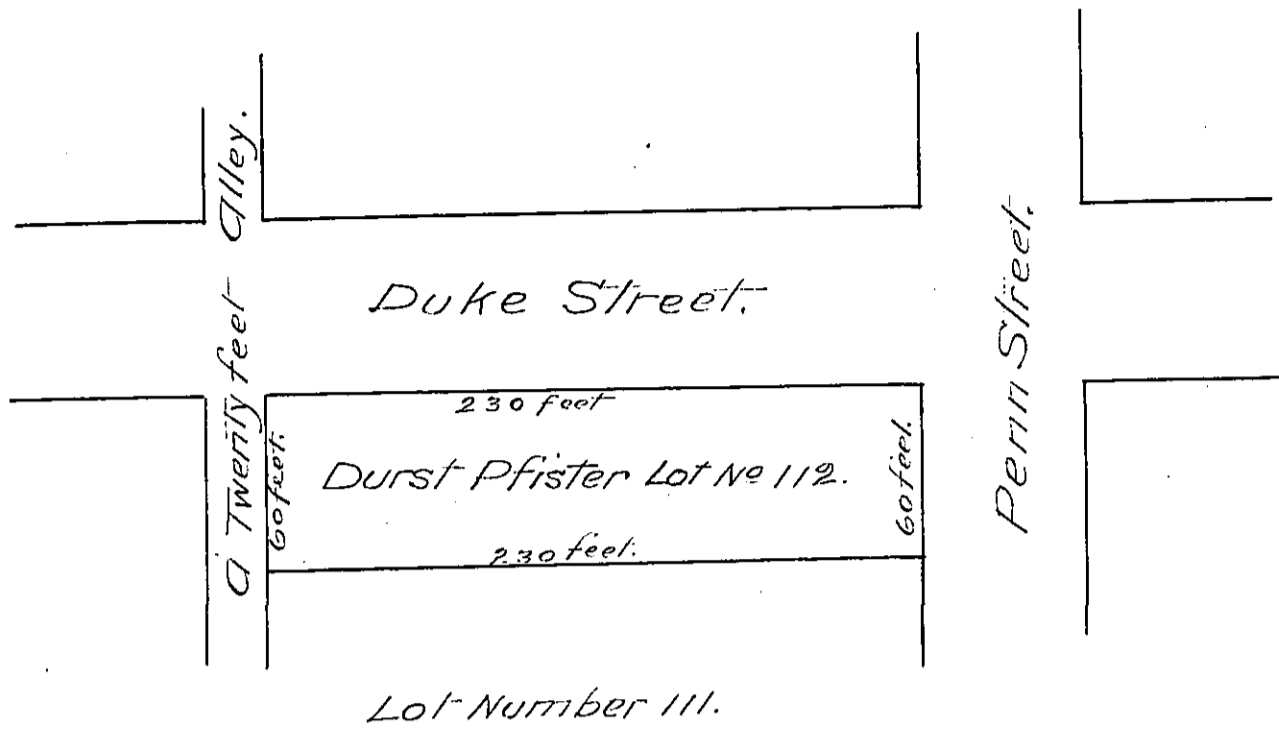 a Twenty feet Alley.
Duke Street.
Penn Street.
230 feet
60 feet.
Durst Pfister Lot No 112.
60 feet.
230 feet.
Lot Number 111.